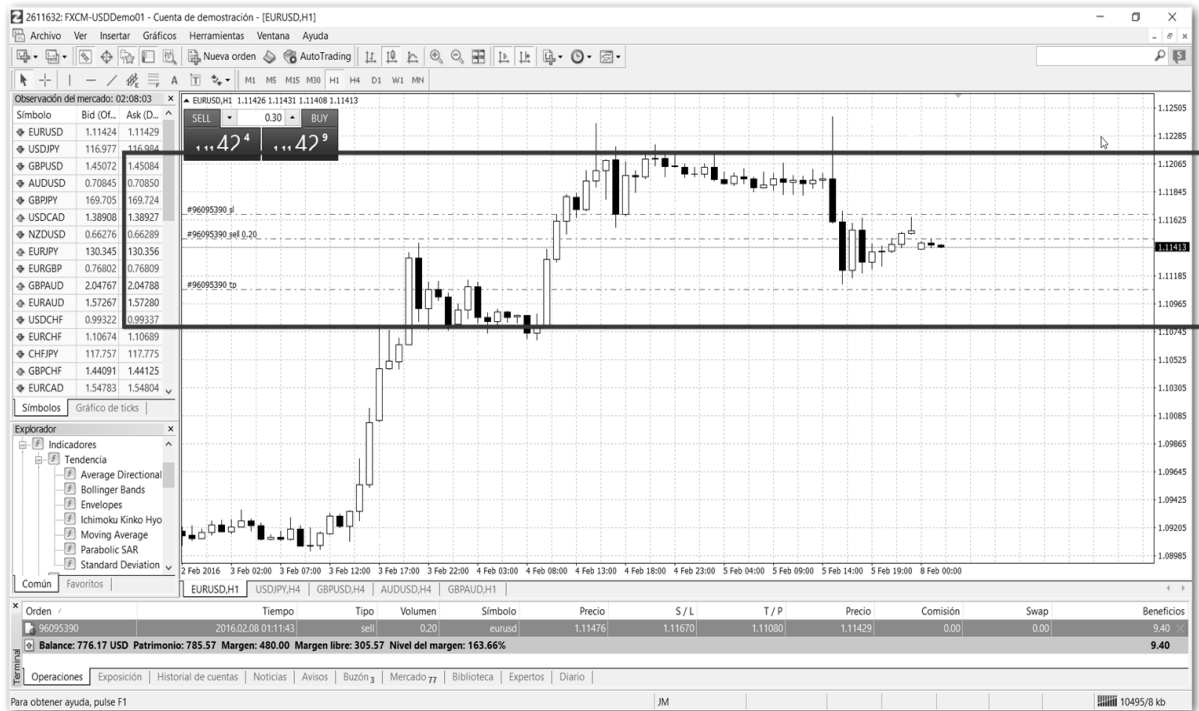 2611632: FXCM-USDDemo01 - Cuenta de demostración - [EURUSD,H1]
Archivo Ver Insertar Gráficos Herramientas Ventana Ayuda
Nueva orden AutoTrading 5
A T M1 M5 M15 M30 H1 H4 D1 W1 MN
Observación del mercado: 02:08:03
Símbolo Bid (Of... Ask (D...
EURUSD 1.11424 1.11429
USDJPY 116.977 116.984
GBPUSD 1.45072 1.45084
AUDUSD 0.70845 0.70850
GBPJPY 169.705 169.724
USDCAD 1.38908 1.38927
NZDUSD 0.66276 0.66289
EURJPY 130.345 130.356
EURGBP 0.76802 0.76809
GBPAUD 2.04767 2.04788
EURAUD 1.57267 1.57280
USDCHF 0.99322 0.99337
EURCHF 1.10674 1.10689
CHFJPY 117.757 117.775
GBPCHF 1.44091 1.44125
EURCAD 1.54783 1.54804
Símbolos Gráfico de ticks
Explorador
Indicadores
Tendencia
Average Directional
Bollinger Bands
Envelopes
Ichimoku Kinko Hyo
Moving Average
Parabolic SAR
Standard Deviation
Común Favoritos
EURUSD,H1 1.11426 1.11431 1.11408 1.11413
SELL 0.30 BUY
1.11 42 4 1.11 42 9
#96095390 sl
#96095390 sell 0.20
#96095390 tp
1.12505
1.12285
1.12065
1.11845
1.11625
1.11413
1.11185
1.10965
1.10745
1.10525
1.10305
1.10085
1.09865
1.09645
1.09425
1.09205
1.08985
2 Feb 2016 3 Feb 02:00 3 Feb 07:00 3 Feb 12:00 3 Feb 17:00 3 Feb 22:00 4 Feb 03:00 4 Feb 08:00 4 Feb 13:00 4 Feb 18:00 4 Feb 23:00 5 Feb 04:00 5 Feb 09:00 5 Feb 14:00 5 Feb 19:00 8 Feb 00:00
EURUSD,H1 USDJPY,H4 GBPUSD,H4 AUDUSD,H4 GBPAUD,H1
Orden Tiempo Tipo Volumen Símbolo Precio S / L T / P Precio Comisión Swap Beneficios
96095390 2016.02.08 01:11:43 sell 0.20 eurusd 1.11476 1.11670 1.11080 1.11429 0.00 0.00 9.40
Balance: 776.17 USD Patrimonio: 785.57 Margen: 480.00 Margen libre: 305.57 Nivel del margen: 163.66% 9.40
Terminal
Operaciones Exposición Historial de cuentas Noticias Avisos Buzón 3 Mercado 77 Biblioteca Expertos Diario
Para obtener ayuda, pulse F1 JM 10495/8 kb